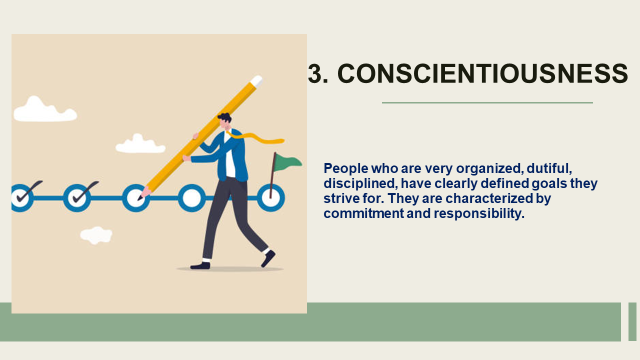 3. CONSCIENTIOUSNESS
People who are very organized, dutiful,
disciplined, have clearly defined goals they
strive for. They are characterized by
commitment and responsibility.